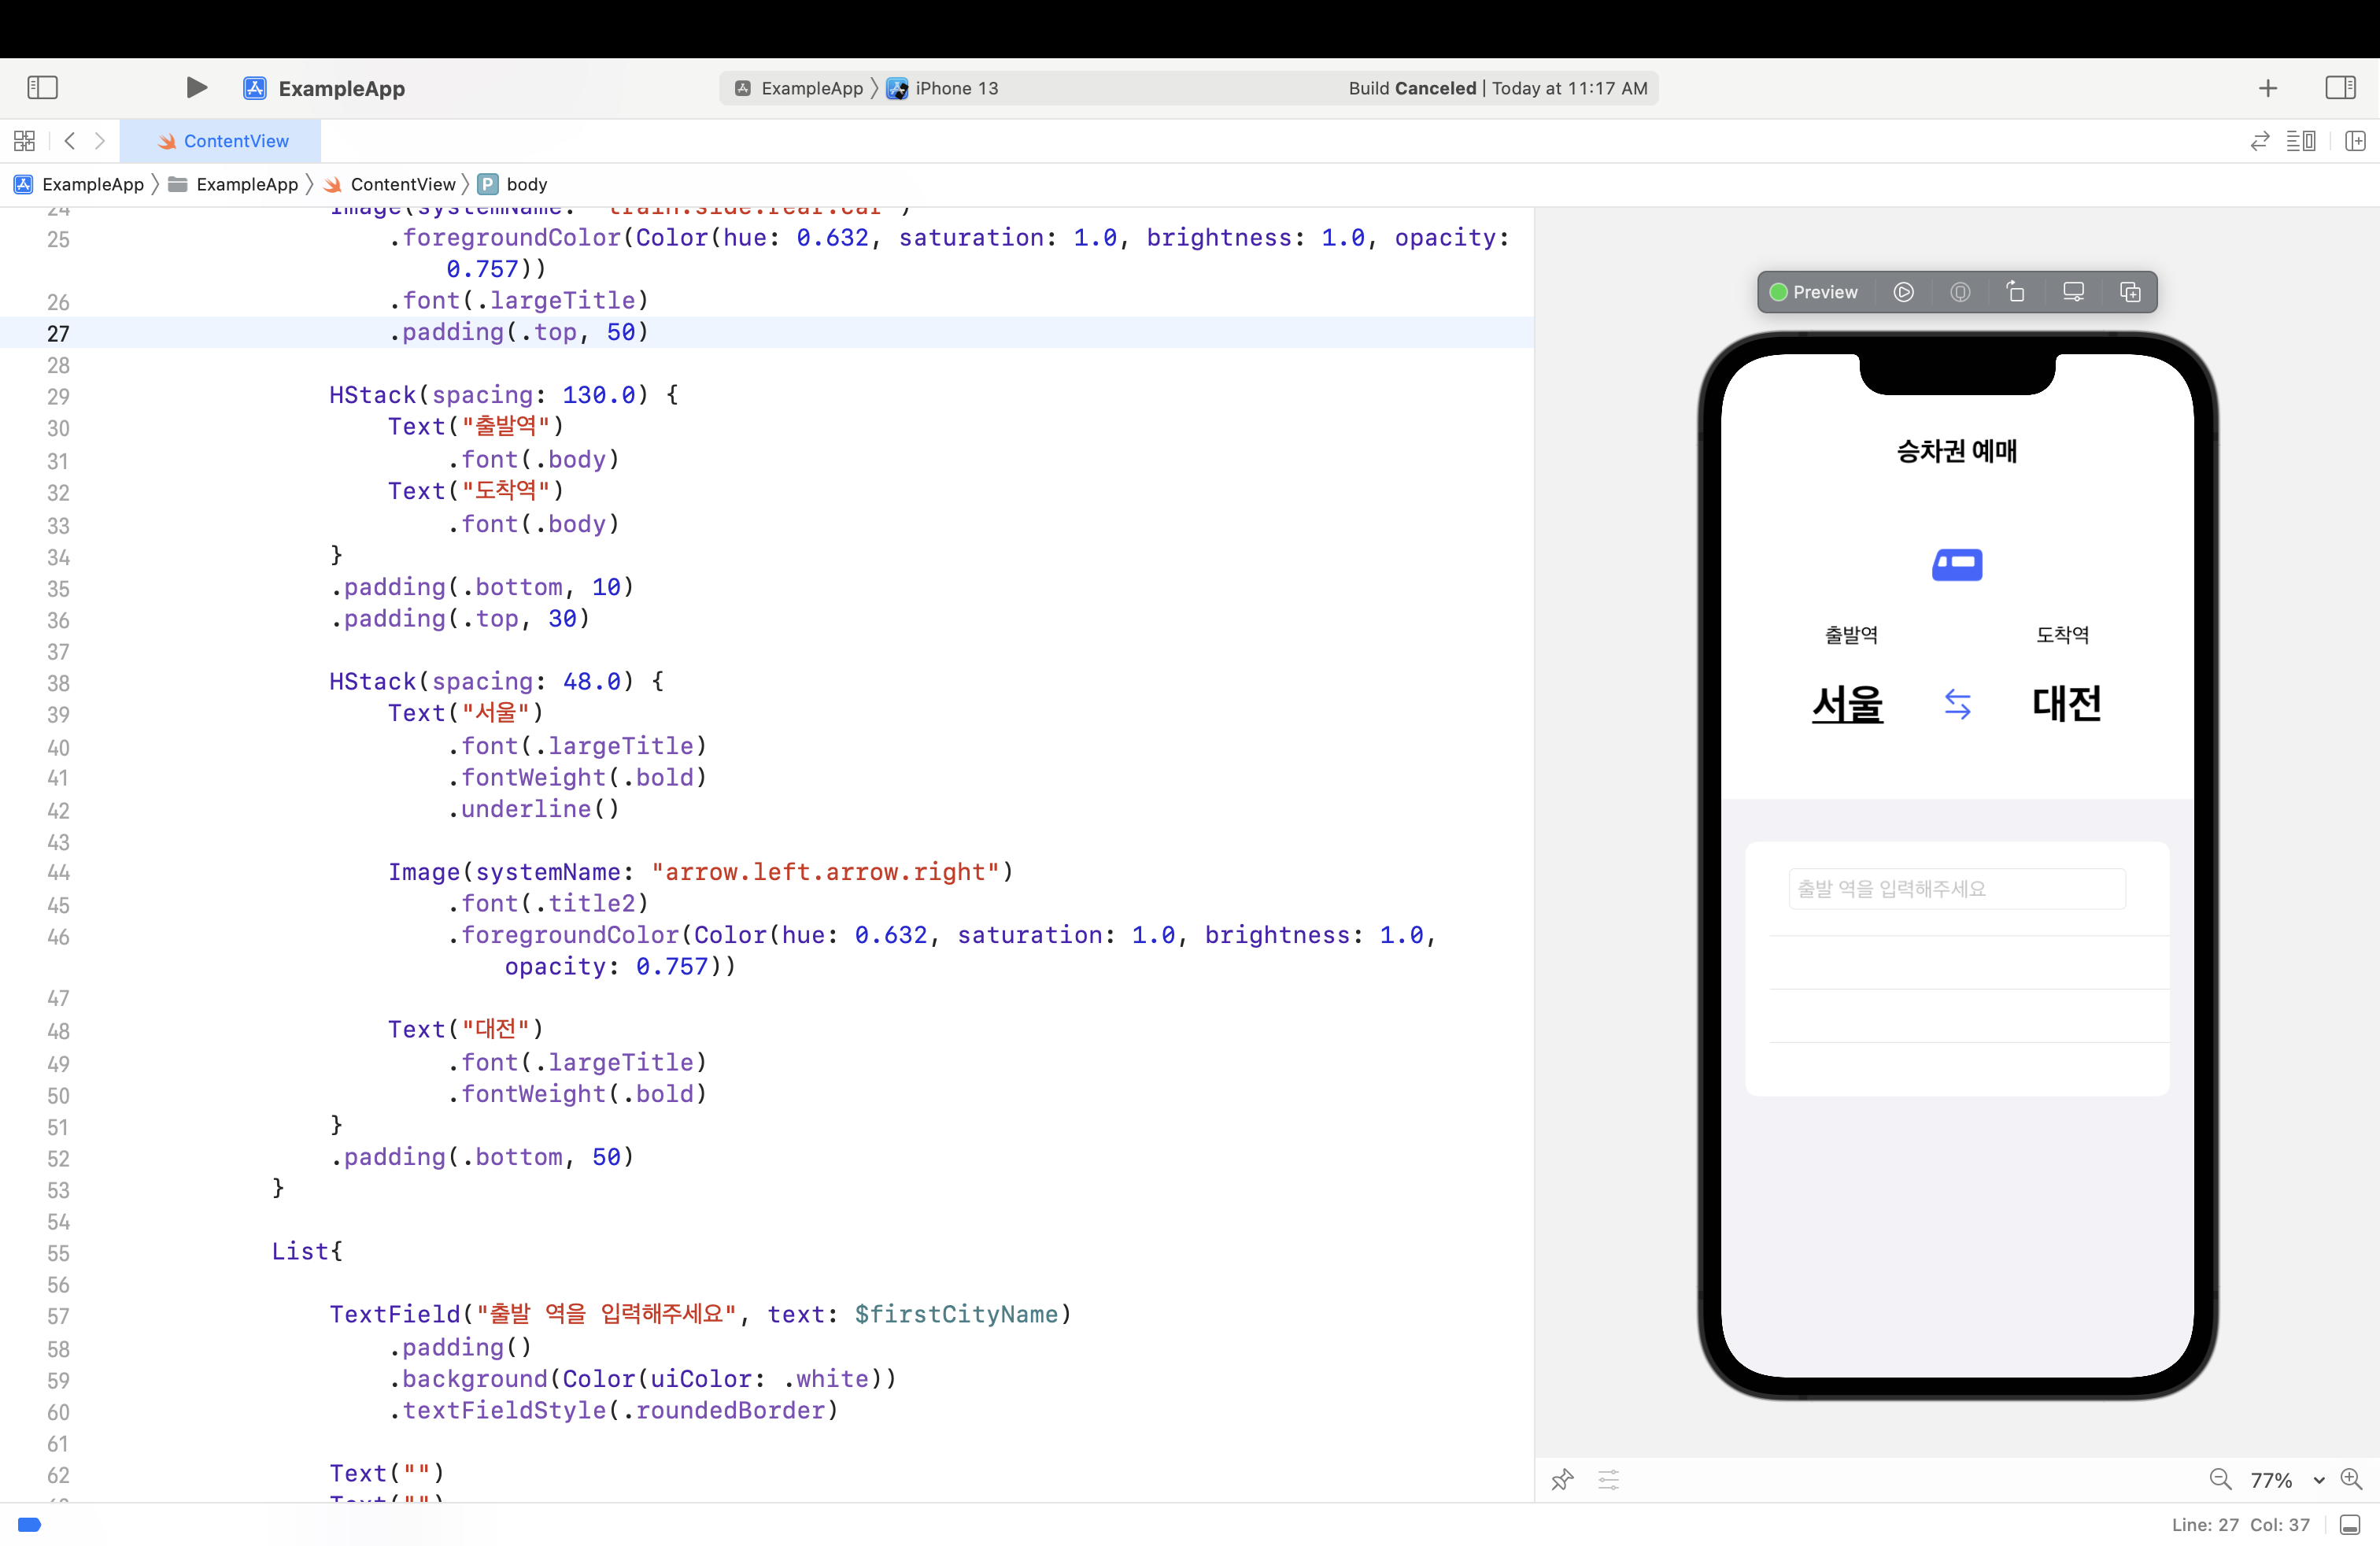 ExampleApp
ExampleApp 〉 iPhone 13
Build Canceled | Today at 11:17 AM
ContentView
ExampleApp 〉 ExampleApp 〉 ContentView 〉 P body
24 Image(systemName: "train.side.rear.car")
25 .foregroundColor(Color(hue: 0.632, saturation: 1.0, brightness: 1.0, opacity:
0.757))
26 .font(.largeTitle)
27 .padding(.top, 50)
28
29 HStack(spacing: 130.0) {
30 Text("출발역")
31 .font(.body)
32 Text("도착역")
33 .font(.body)
34 }
35 .padding(.bottom, 10)
36 .padding(.top, 30)
37
38 HStack(spacing: 48.0) {
39 Text("서울")
40 .font(.largeTitle)
41 .fontWeight(.bold)
42 .underline()
43
44 Image(systemName: "arrow.left.arrow.right")
45 .font(.title2)
46 .foregroundColor(Color(hue: 0.632, saturation: 1.0, brightness: 1.0,
opacity: 0.757))
47
48 Text("대전")
49 .font(.largeTitle)
50 .fontWeight(.bold)
51 }
52 .padding(.bottom, 50)
53 }
54
55 List{
56
57 TextField("출발 역을 입력해주세요", text: $firstCityName)
58 .padding()
59 .background(Color(uiColor: .white))
60 .textFieldStyle(.roundedBorder)
61
62 Text("")
63 Text("")
Preview
승차권 예매
출발역 도착역
서울 대전
출발 역을 입력해주세요
77%
Line: 27 Col: 37